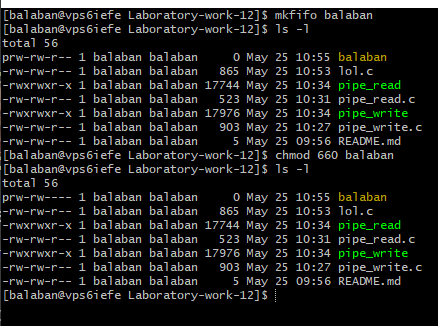 [balaban@vps6iefe Laboratory-work-12]$ mkfifo balaban
[balaban@vps6iefe Laboratory-work-12]$ ls -l
total 56
prw-rw-r-- 1 balaban balaban     0 May 25 10:55 balaban
-rw-rw-r-- 1 balaban balaban   865 May 25 10:53 lol.c
-rwxrwxr-x 1 balaban balaban 17744 May 25 10:34 pipe_read
-rw-rw-r-- 1 balaban balaban   523 May 25 10:31 pipe_read.c
-rwxrwxr-x 1 balaban balaban 17976 May 25 10:34 pipe_write
-rw-rw-r-- 1 balaban balaban   903 May 25 10:27 pipe_write.c
-rw-rw-r-- 1 balaban balaban     5 May 25 09:56 README.md
[balaban@vps6iefe Laboratory-work-12]$ chmod 660 balaban
[balaban@vps6iefe Laboratory-work-12]$ ls -l
total 56
prw-rw---- 1 balaban balaban     0 May 25 10:55 balaban
-rw-rw-r-- 1 balaban balaban   865 May 25 10:53 lol.c
-rwxrwxr-x 1 balaban balaban 17744 May 25 10:34 pipe_read
-rw-rw-r-- 1 balaban balaban   523 May 25 10:31 pipe_read.c
-rwxrwxr-x 1 balaban balaban 17976 May 25 10:34 pipe_write
-rw-rw-r-- 1 balaban balaban   903 May 25 10:27 pipe_write.c
-rw-rw-r-- 1 balaban balaban     5 May 25 09:56 README.md
[balaban@vps6iefe Laboratory-work-12]$